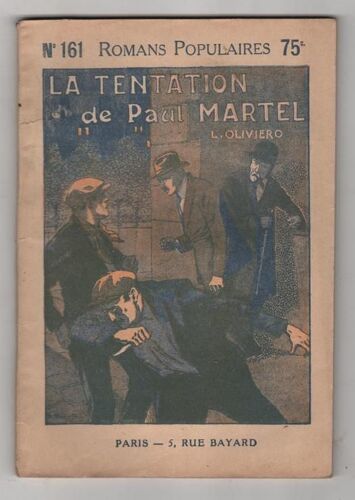 N° 161 ROMANS POPULAIRES 75c
LA TENTATION
de Paul MARTEL
L. OLIVIERO
PARIS — 5, RUE BAYARD